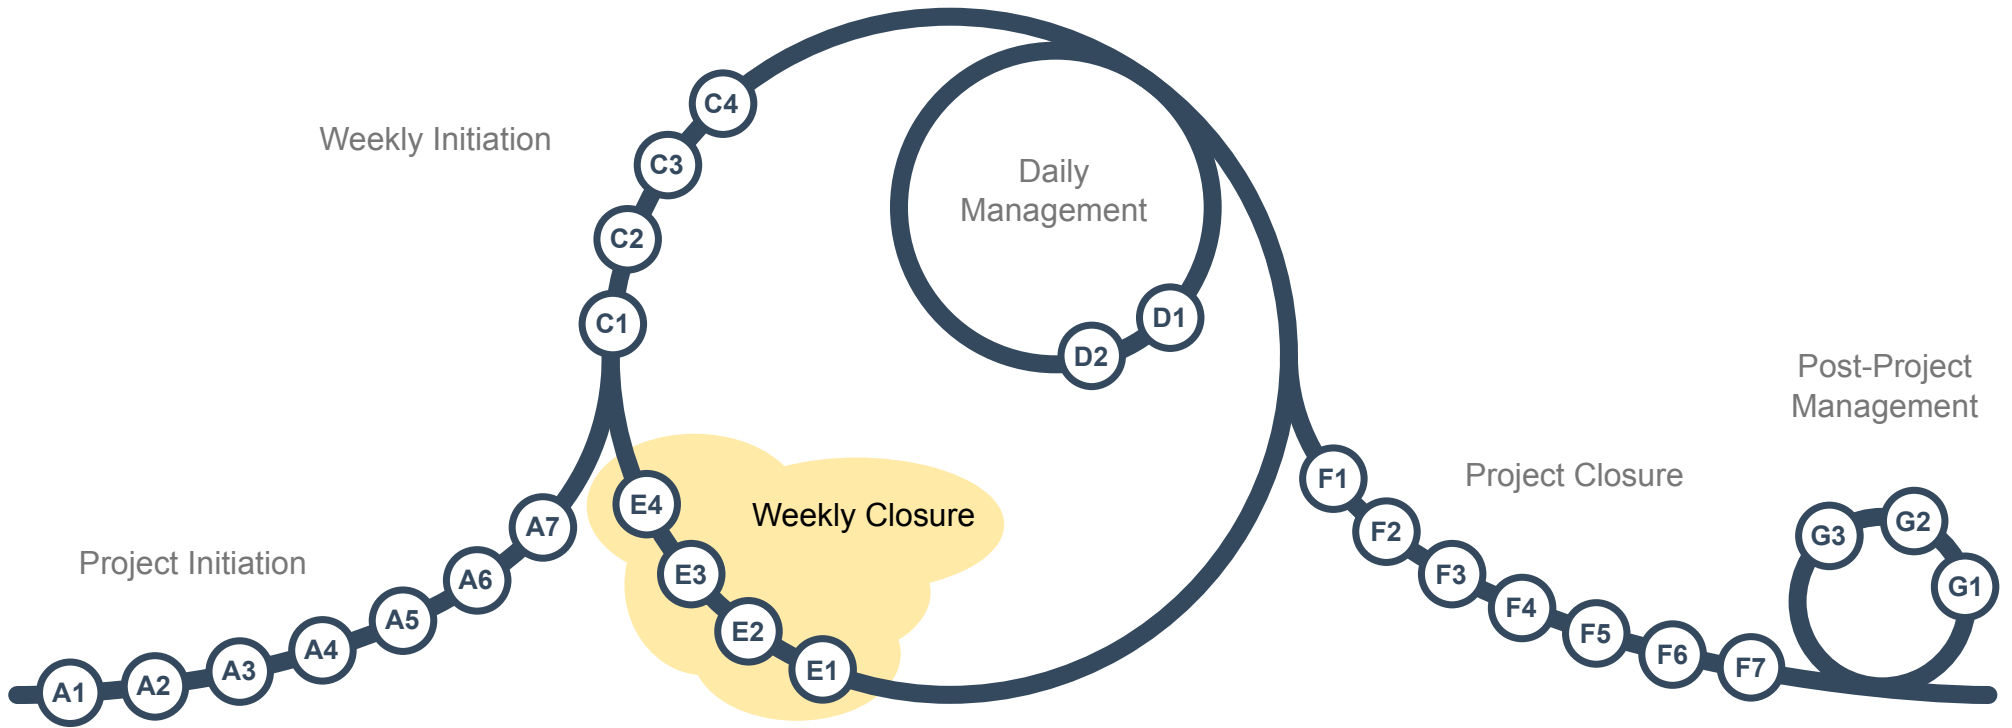 Project Initiation
A1
A2
A3
A4
A5
A6
A7
Weekly Initiation
C1
C2
C3
C4
Daily
Management
D1
D2
Weekly Closure
E1
E2
E3
E4
Project Closure
F1
F2
F3
F4
F5
F6
F7
Post-Project
Management
G1
G2
G3